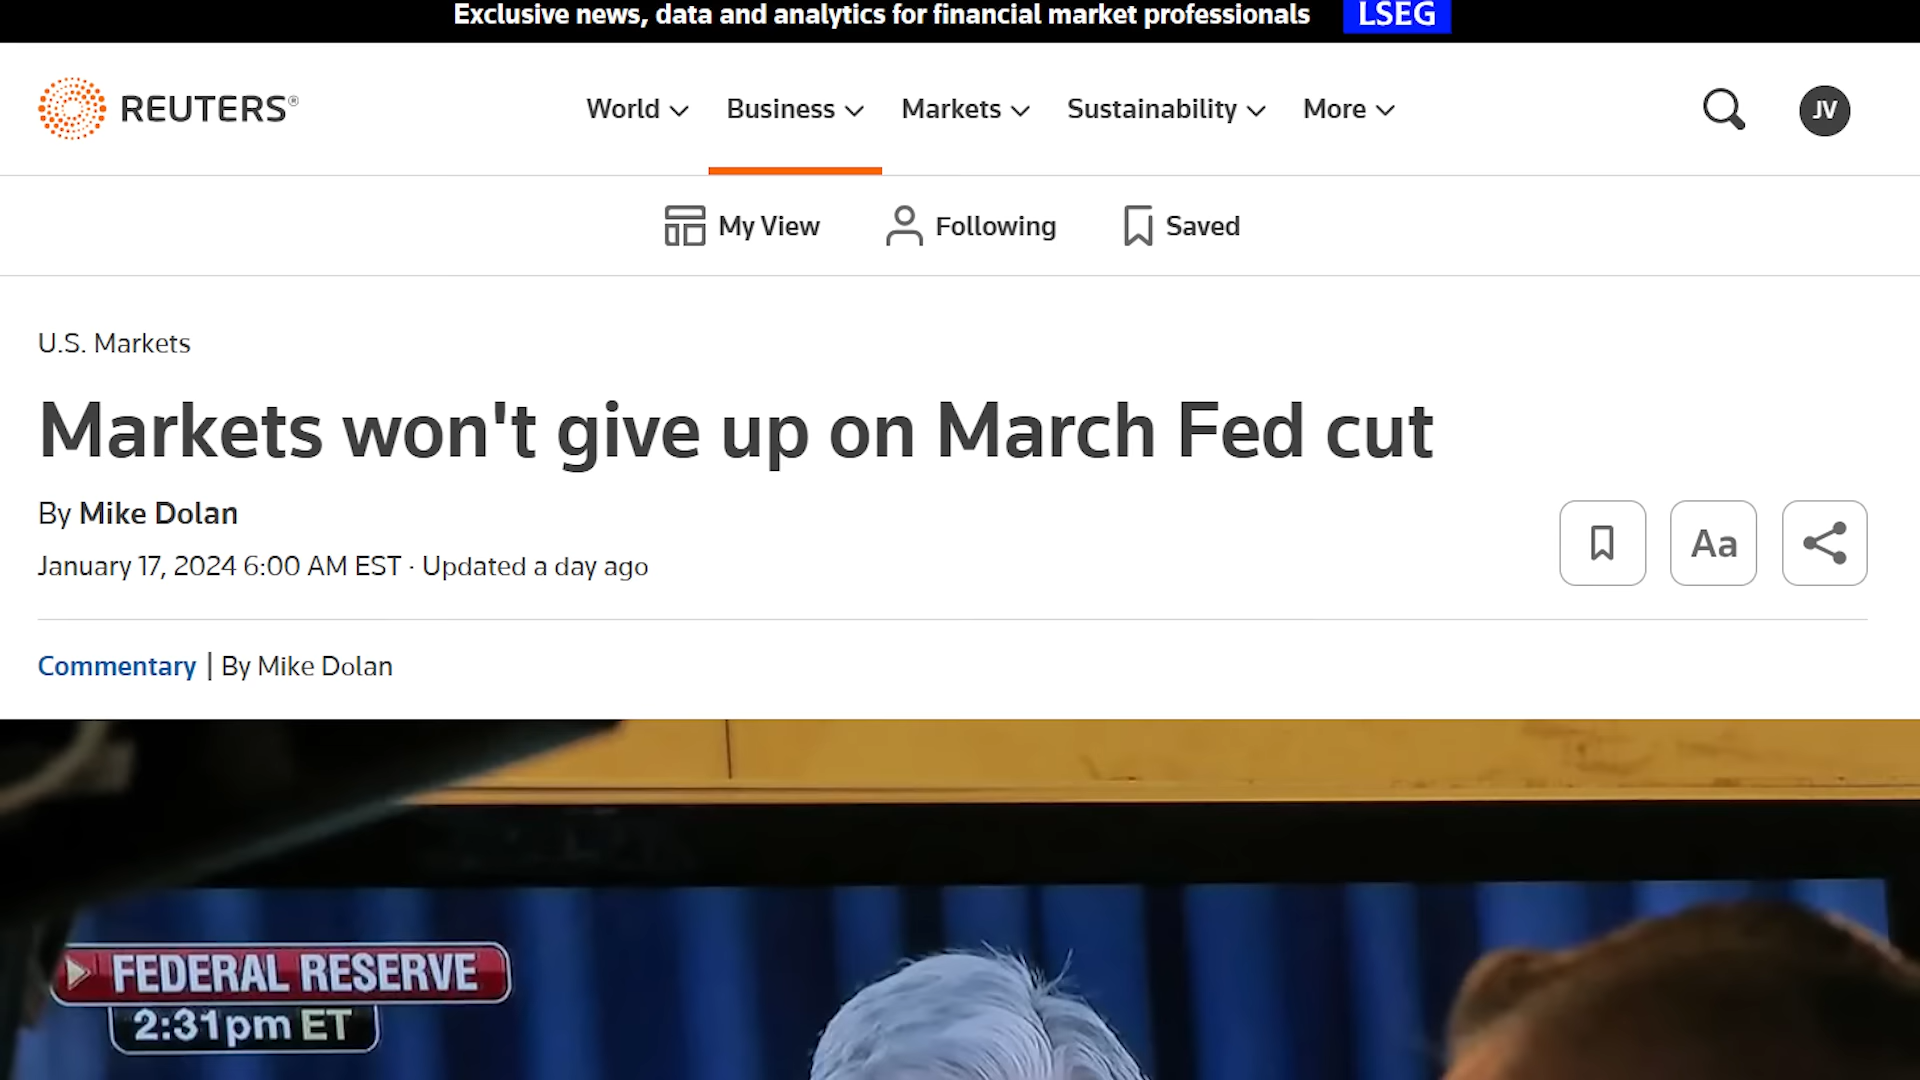 Exclusive news, data and analytics for financial market professionals LSEG
REUTERS®
World Business Markets Sustainability More
JV
My View Following Saved
U.S. Markets
Markets won't give up on March Fed cut
By Mike Dolan
January 17, 2024 6:00 AM EST · Updated a day ago
Aa
Commentary | By Mike Dolan
FEDERAL RESERVE
2:31pm ET